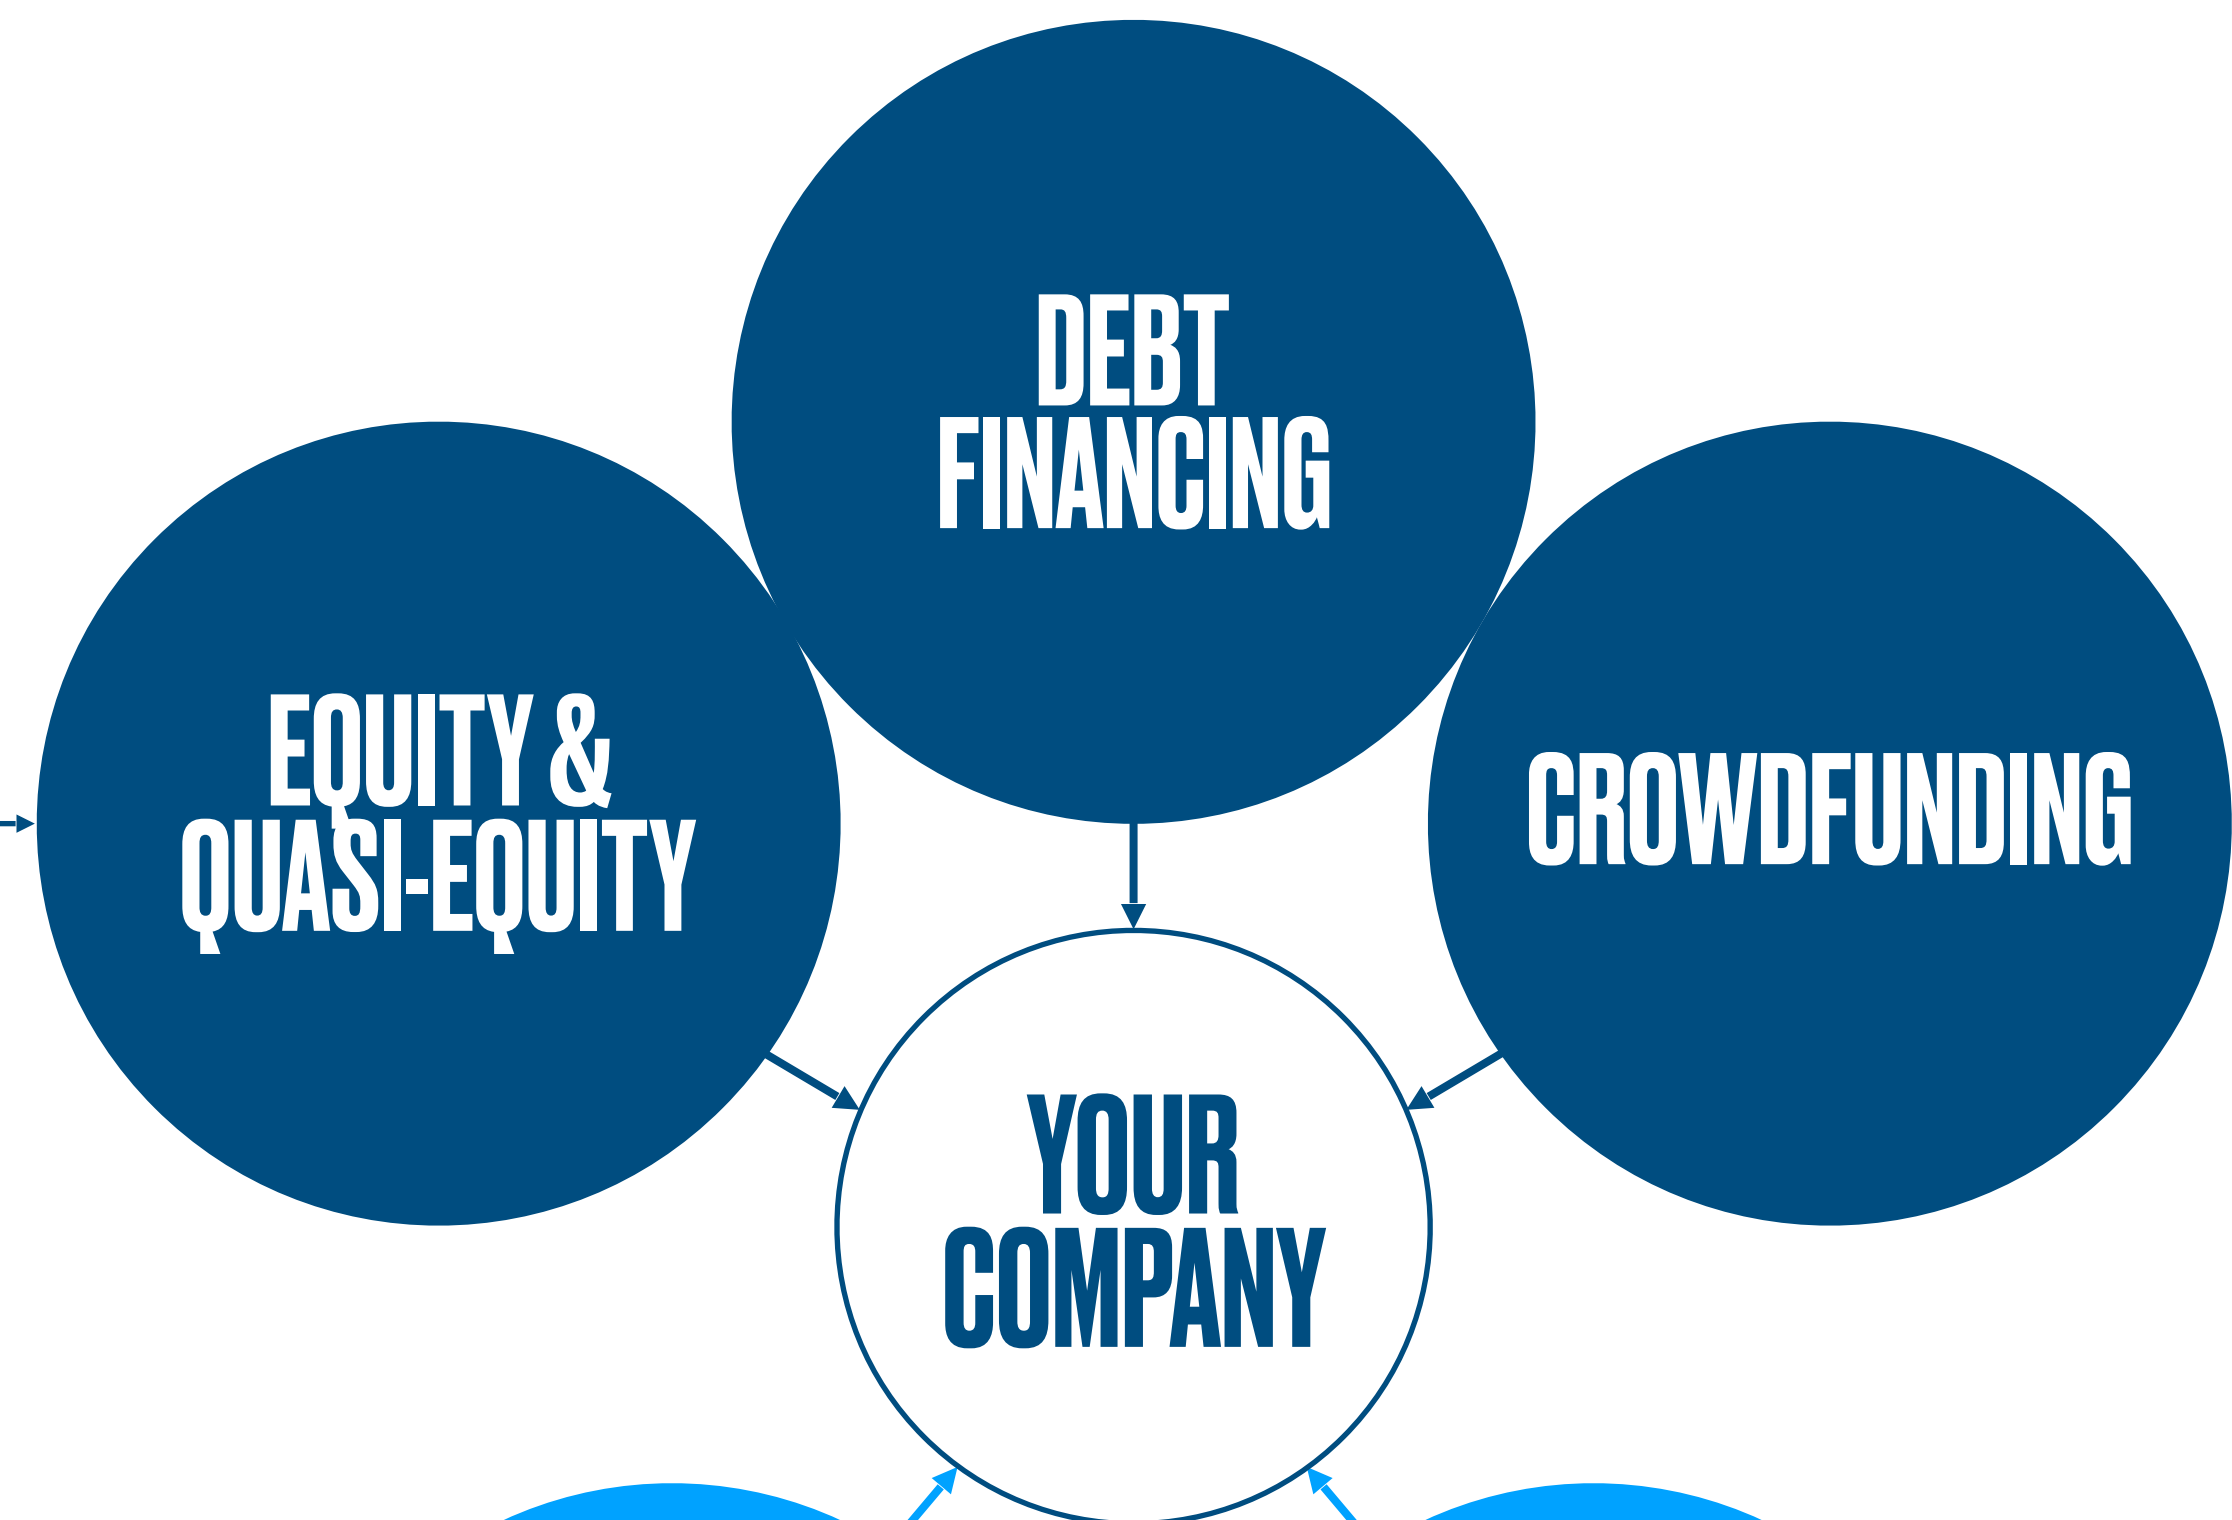 DEBT
FINANCING
EQUITY &
QUASI-EQUITY
CROWDFUNDING
YOUR
COMPANY